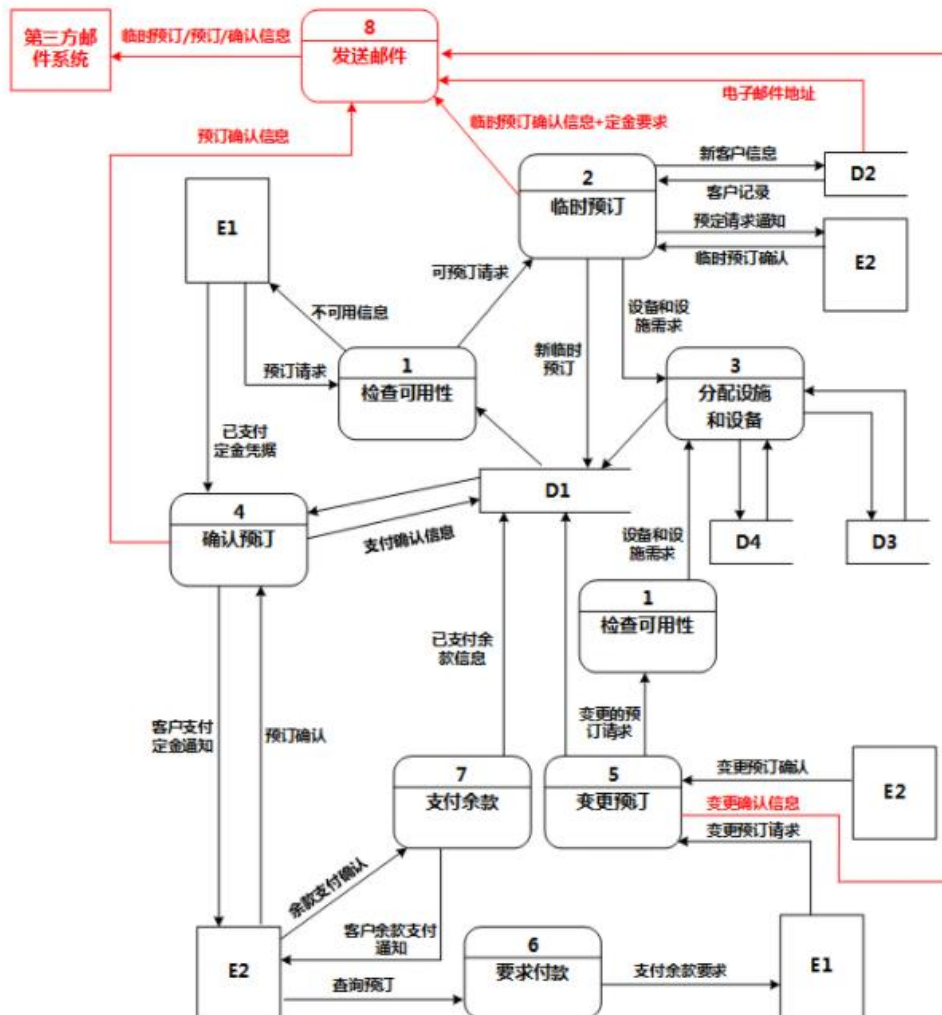 第三方邮
件系统
临时预订/预订/确认信息
8
发送邮件
电子邮件地址
预订确认信息
临时预订确认信息+定金要求
新客户信息
2
临时预订
客户记录
D2
E1
预定请求通知
临时预订确认
E2
可预订请求
不可用信息
设备和设
施需求
新临时
预订
预订请求
1
检查可用性
3
分配设施
和设备
已支付
定金凭据
D1
4
确认预订
支付确认信息
设备和设
施需求
D4
D3
1
检查可用性
已支付余
款信息
变更的预
订请求
客户支付
定金通知
预订确认
7
支付余款
5
变更预订
变更预订确认
E2
变更确认信息
变更预订请求
余款支付确认
客户余款支付
通知
E2
6
要求付款
查询预订
支付余款要求
E1